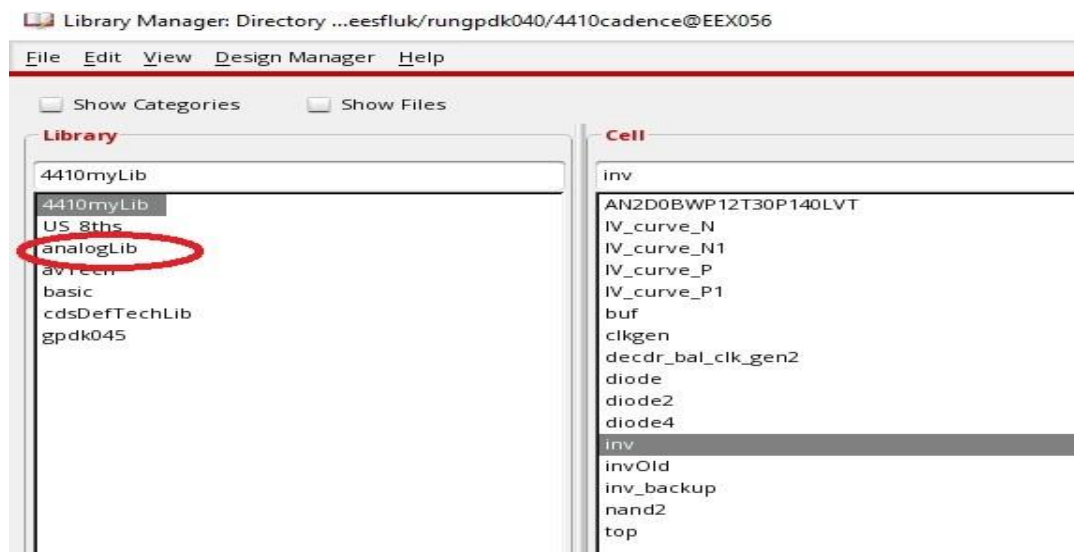 Library Manager: Directory ...eesfluk/rungpdk040/4410cadence@EEX056
File Edit View Design Manager Help
Show Categories Show Files
Library
4410myLib
4410myLib
US_8ths
analogLib
avTech
basic
cdsDefTechLib
gpdk045
Cell
inv
AN2D0BWP12T30P140LVT
IV_curve_N
IV_curve_N1
IV_curve_P
IV_curve_P1
buf
clkgen
decdr_bal_clk_gen2
diode
diode2
diode4
inv
invOld
inv_backup
nand2
top